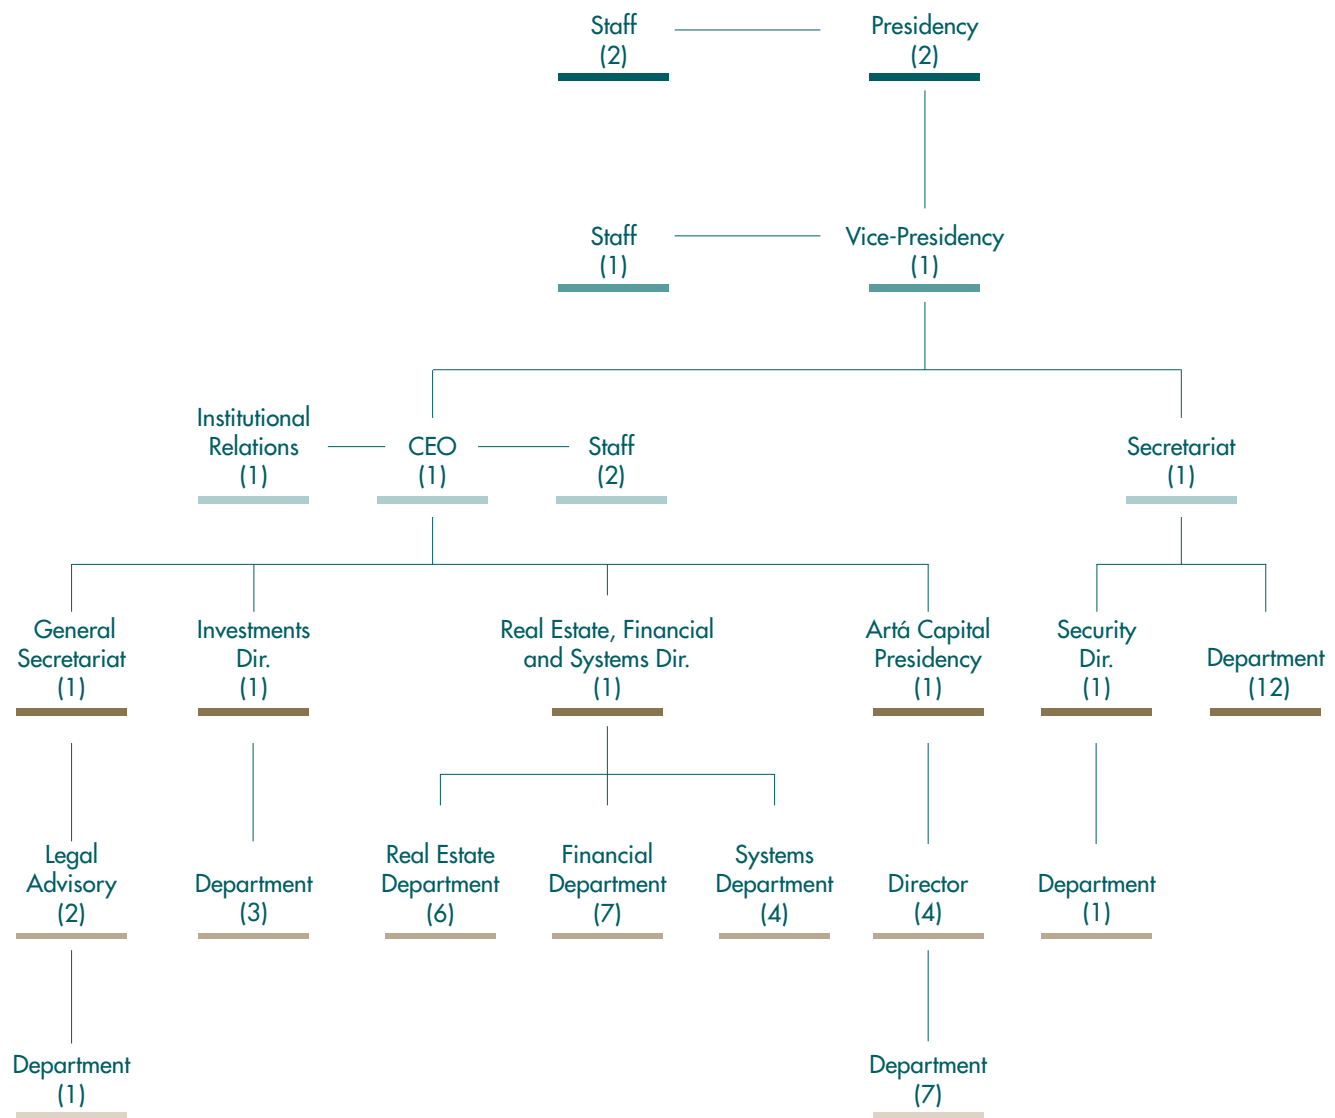 Staff
(2)
Presidency
(2)
Staff
(1)
Vice-Presidency
(1)
Institutional
Relations
(1)
CEO
(1)
Staff
(2)
Secretariat
(1)
General
Secretariat
(1)
Investments
Dir.
(1)
Real Estate, Financial
and Systems Dir.
(1)
Artá Capital
Presidency
(1)
Security
Dir.
(1)
Department
(12)
Legal
Advisory
(2)
Department
(3)
Real Estate
Department
(6)
Financial
Department
(7)
Systems
Department
(4)
Director
(4)
Department
(1)
Department
(1)
Department
(7)